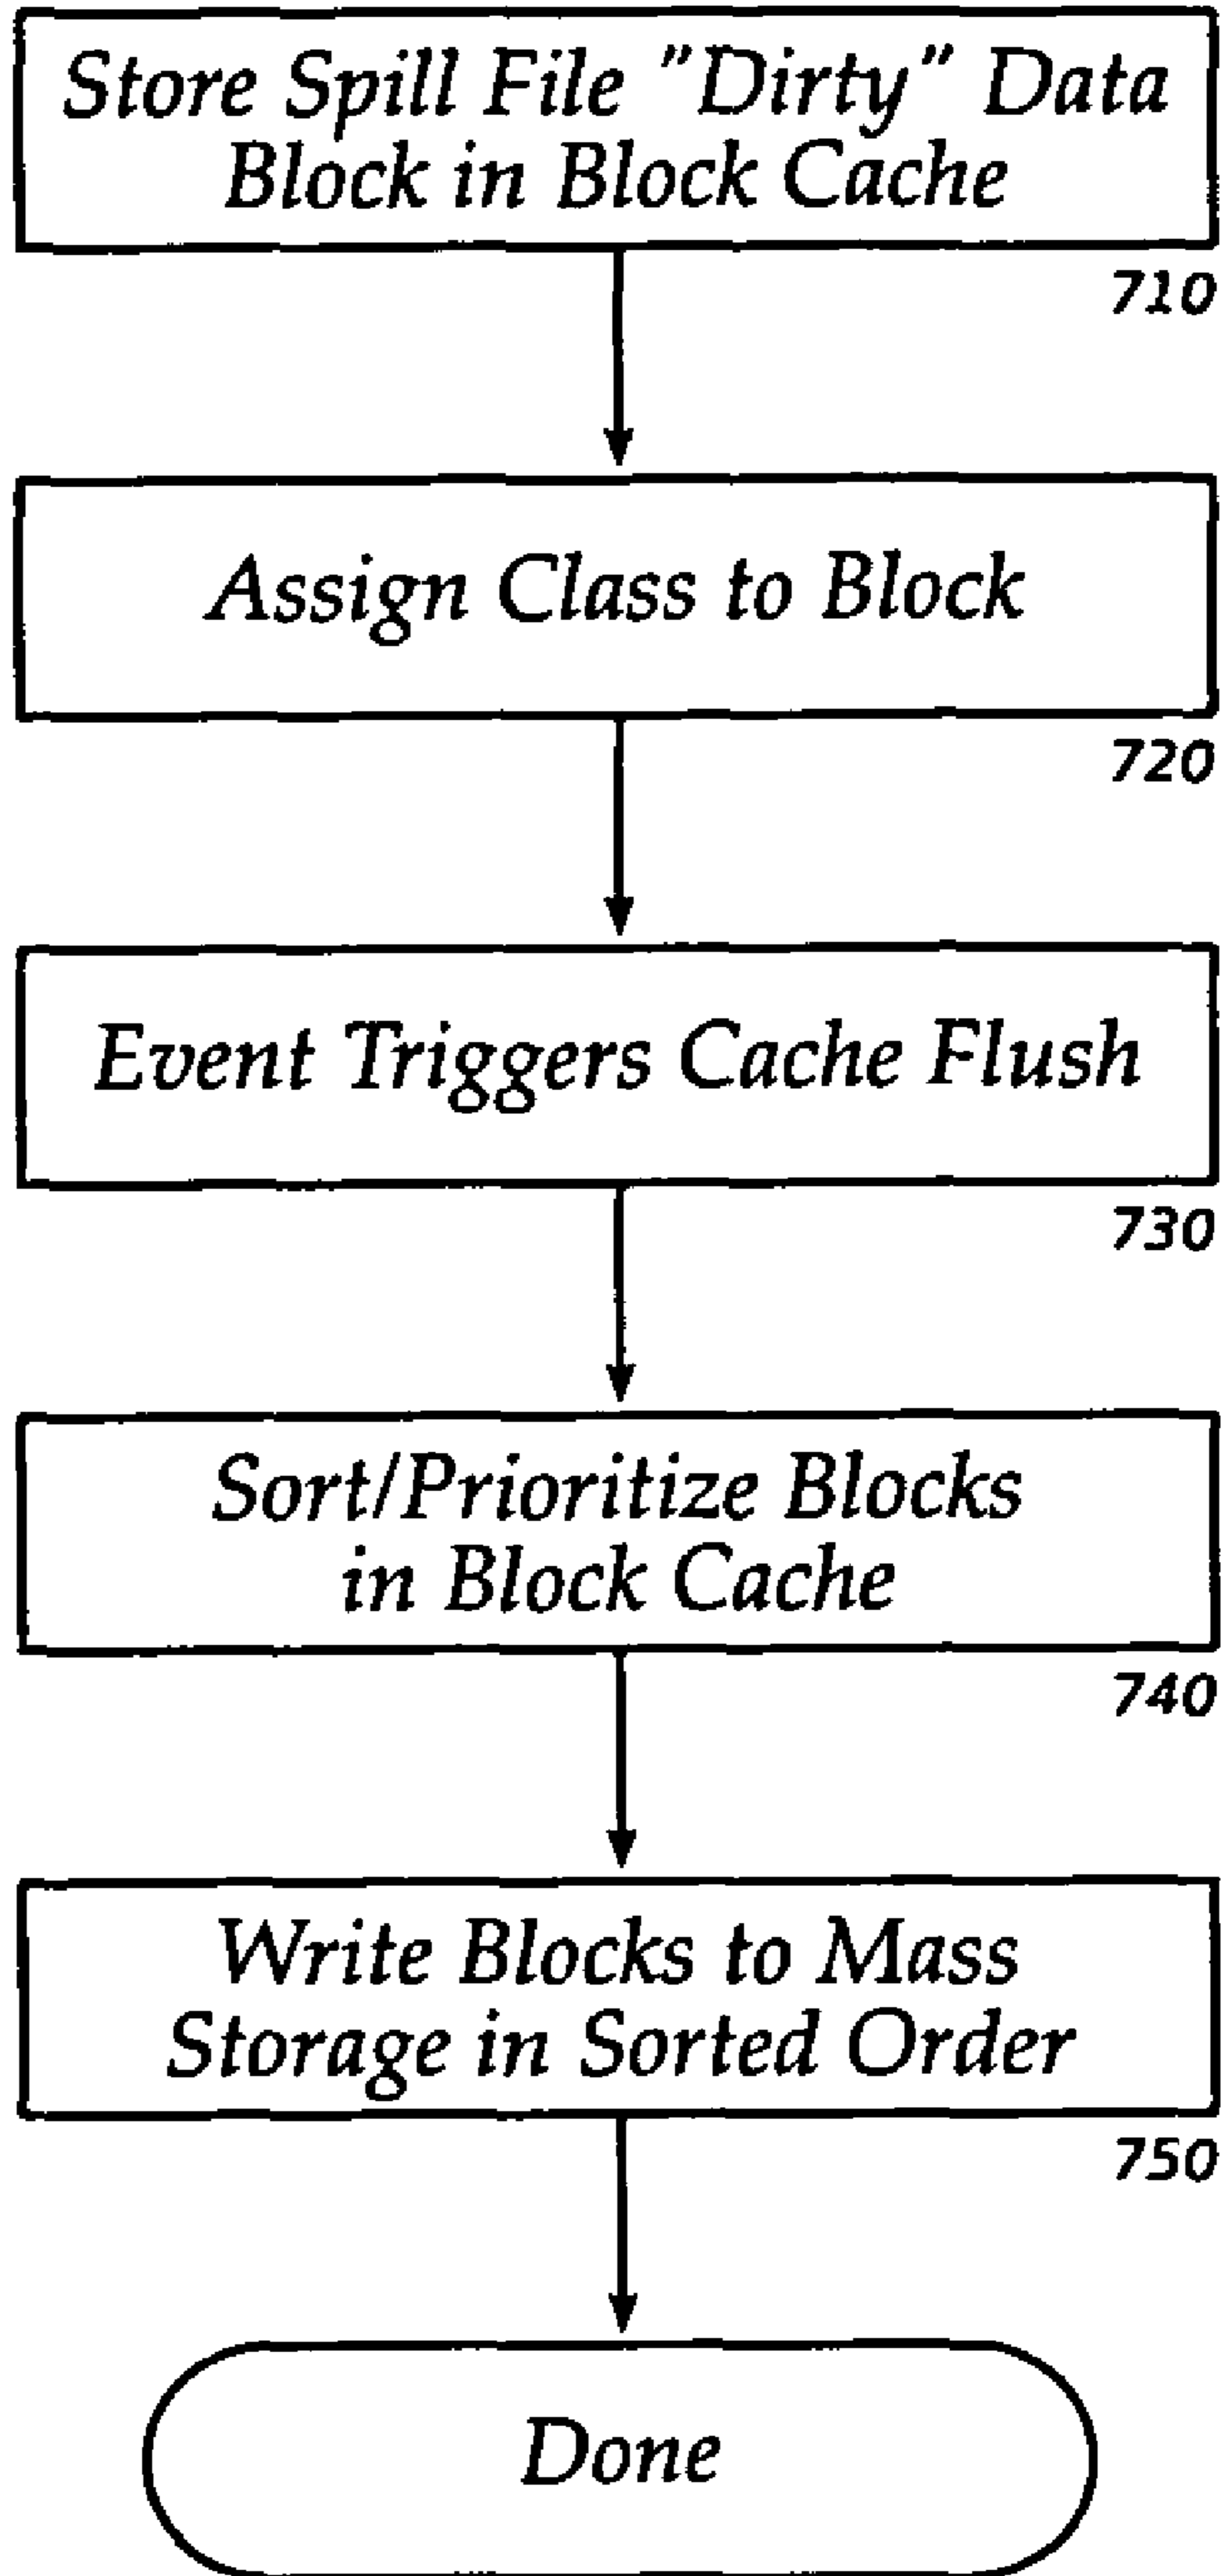 Store Spill File "Dirty" Data
Block in Block Cache
710
Assign Class to Block
720
Event Triggers Cache Flush
730
Sort/Prioritize Blocks
in Block Cache
740
Write Blocks to Mass
Storage in Sorted Order
750
Done